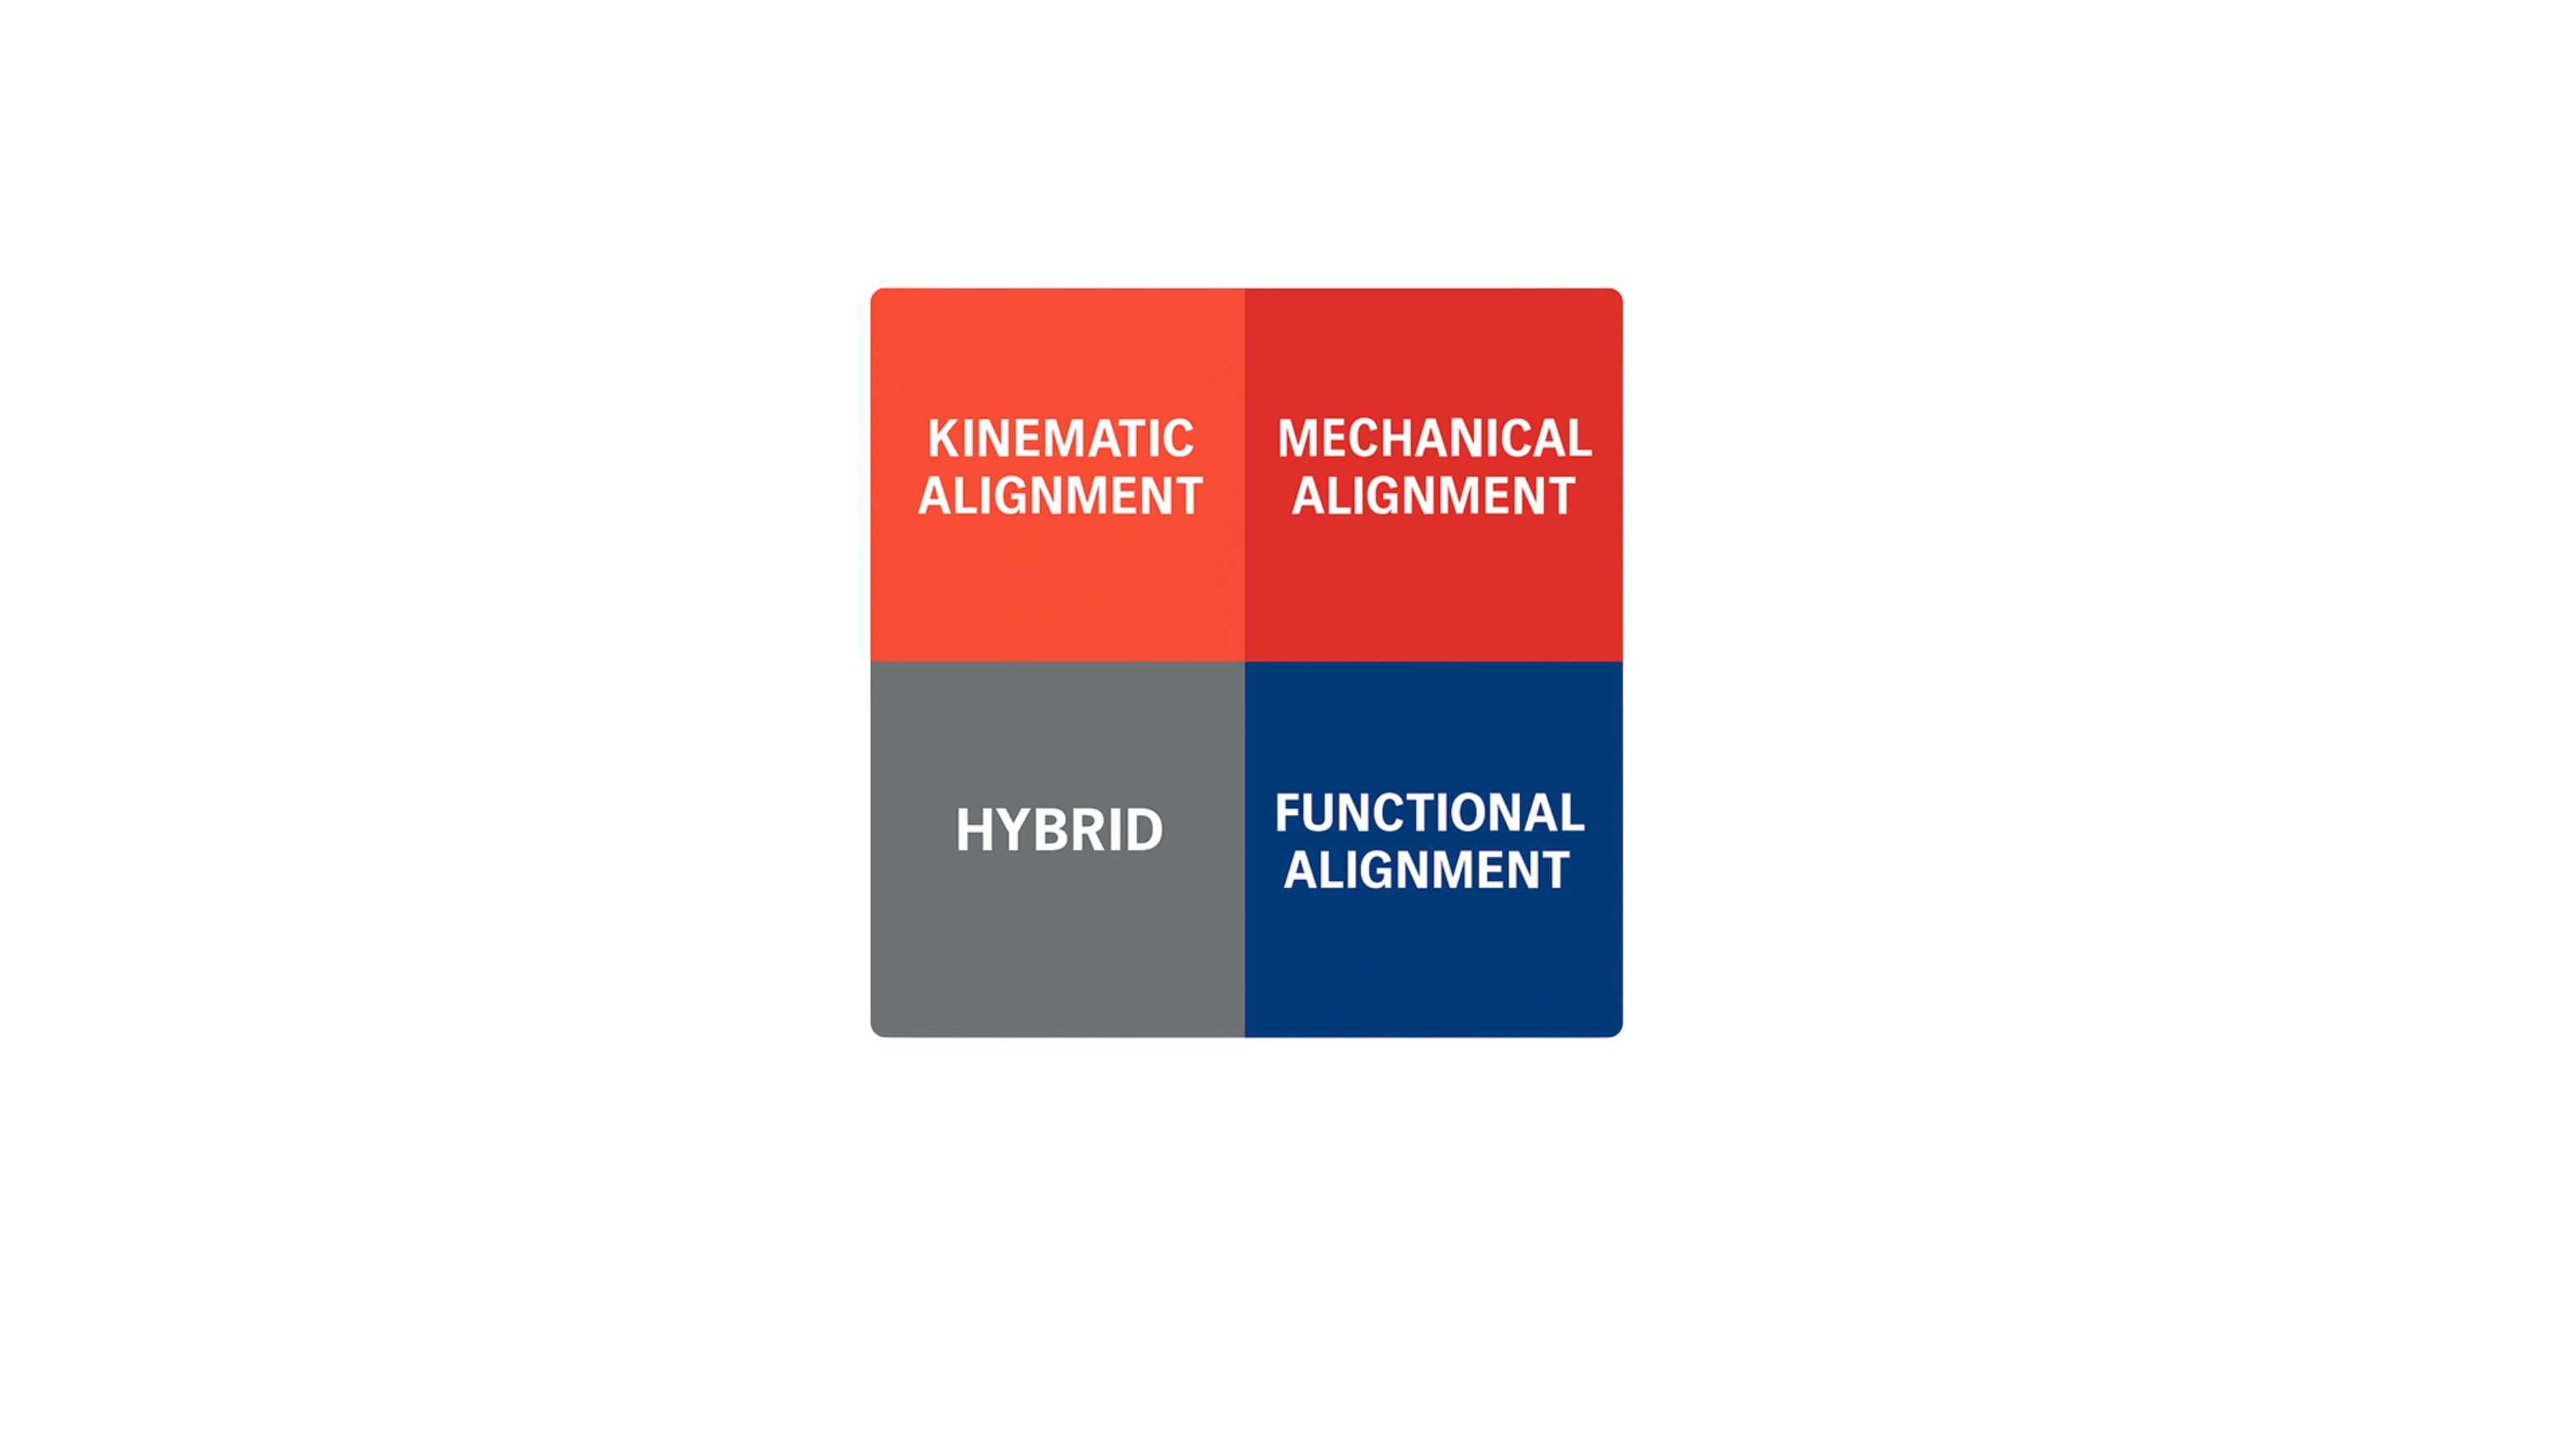 KINEMATIC
ALIGNMENT
MECHANICAL
ALIGNMENT
HYBRID
FUNCTIONAL
ALIGNMENT